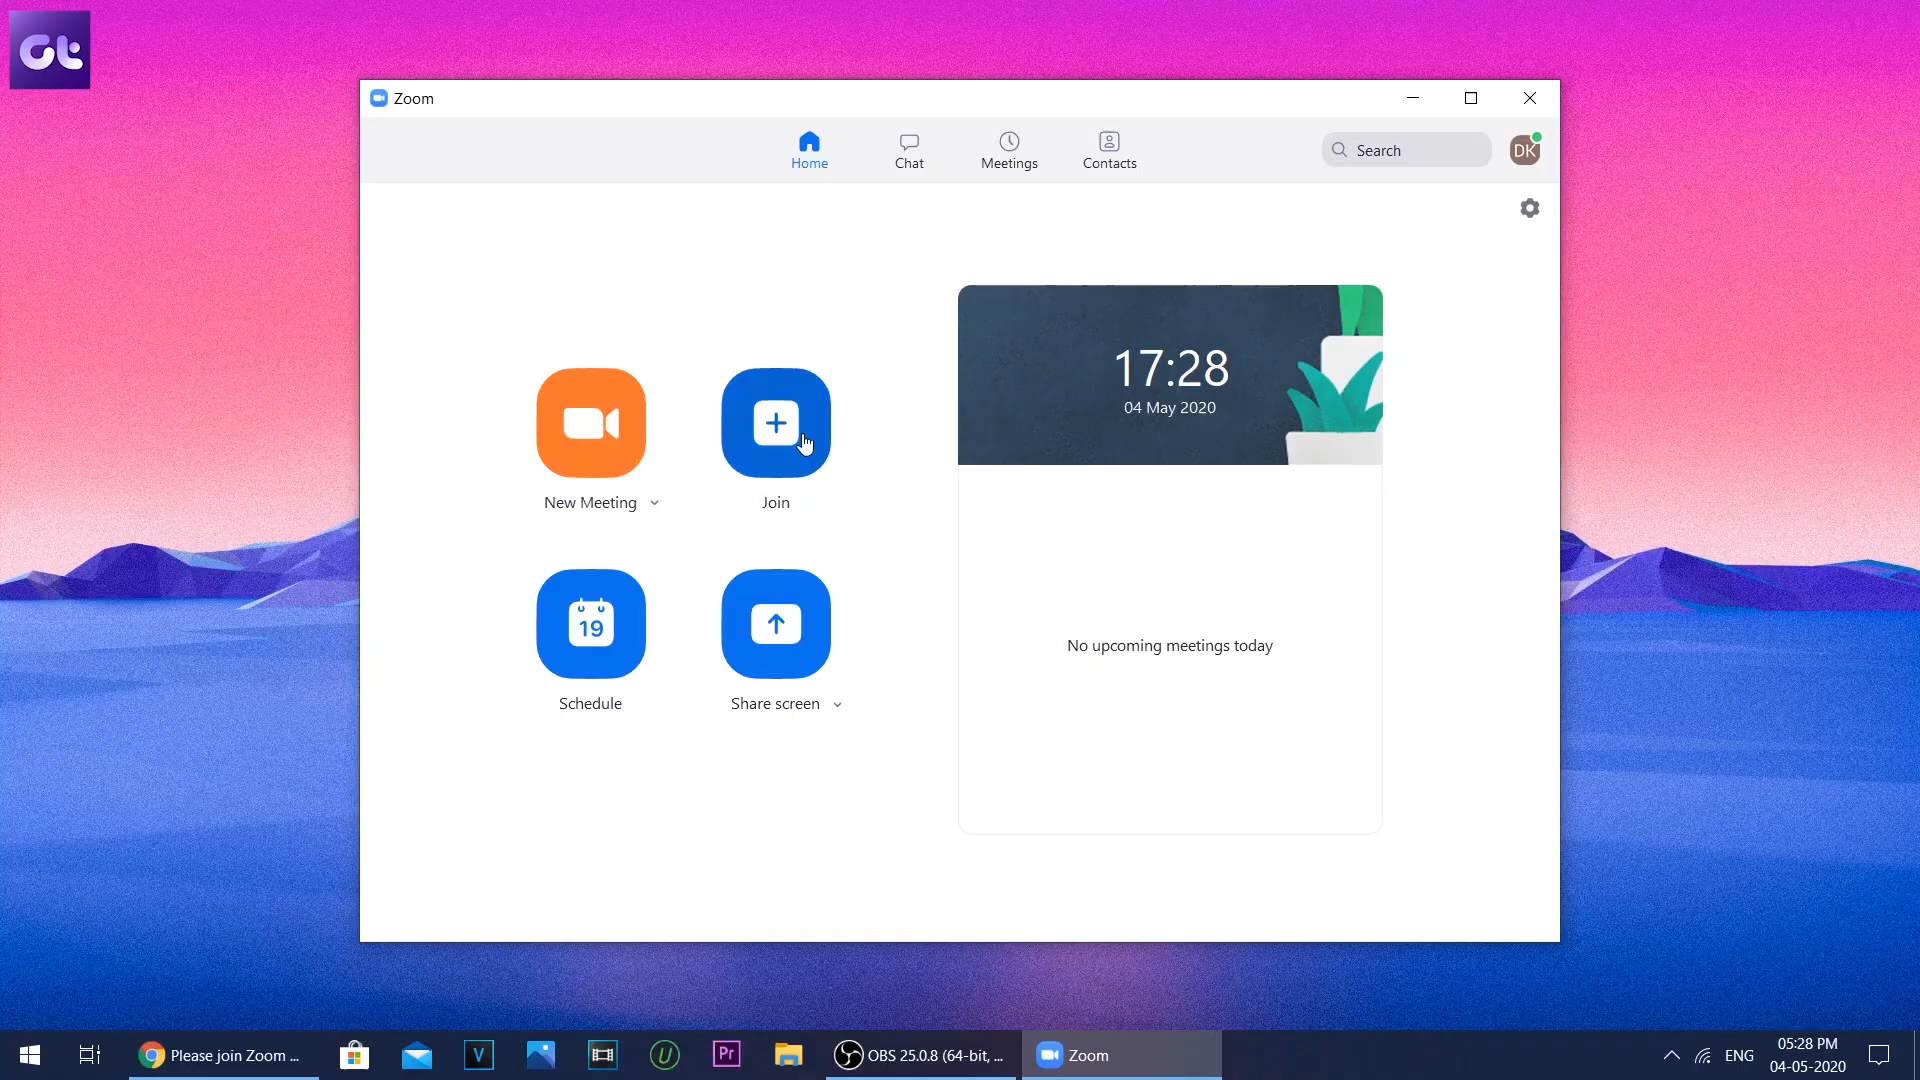 Gt
Zoom
Home
Chat
Meetings
Contacts
Search
DK
17:28
04 May 2020
New Meeting
Join
19
Schedule
Share screen
No upcoming meetings today
Please join Zoom ...
V
U
Pr
OBS 25.0.8 (64-bit, ...
Zoom
ENG
05:28 PM
04-05-2020